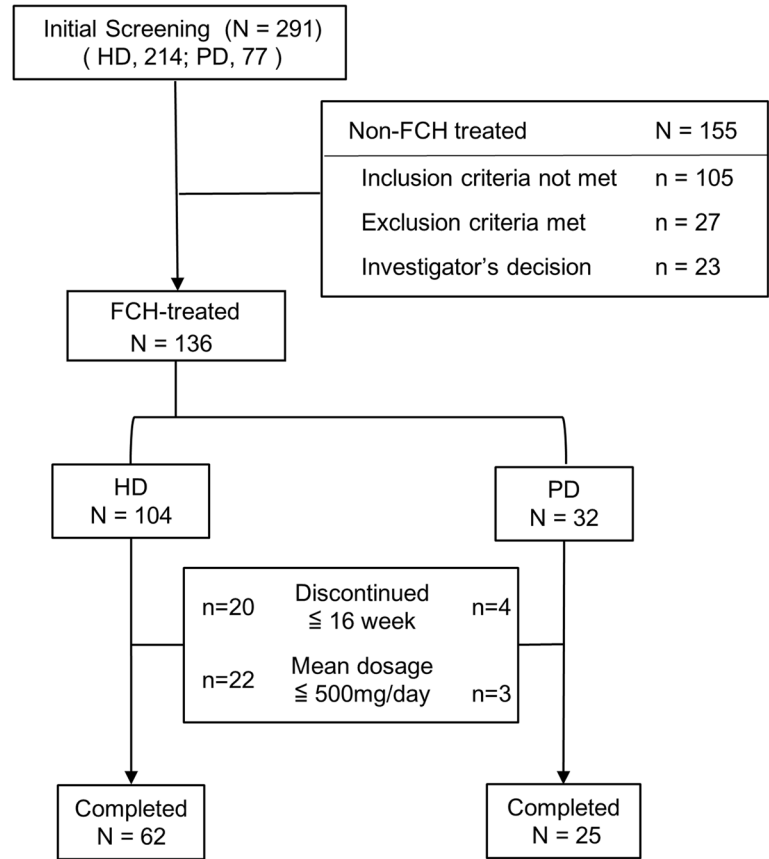 Initial Screening (N = 291)
( HD, 214; PD, 77 )
Non-FCH treated N = 155
Inclusion criteria not met n = 105
Exclusion criteria met n = 27
Investigator's decision n = 23
FCH-treated
N = 136
HD
N = 104
PD
N = 32
n=20 Discontinued ≦ 16 week n=4
n=22 Mean dosage ≦ 500mg/day n=3
Completed
N = 62
Completed
N = 25